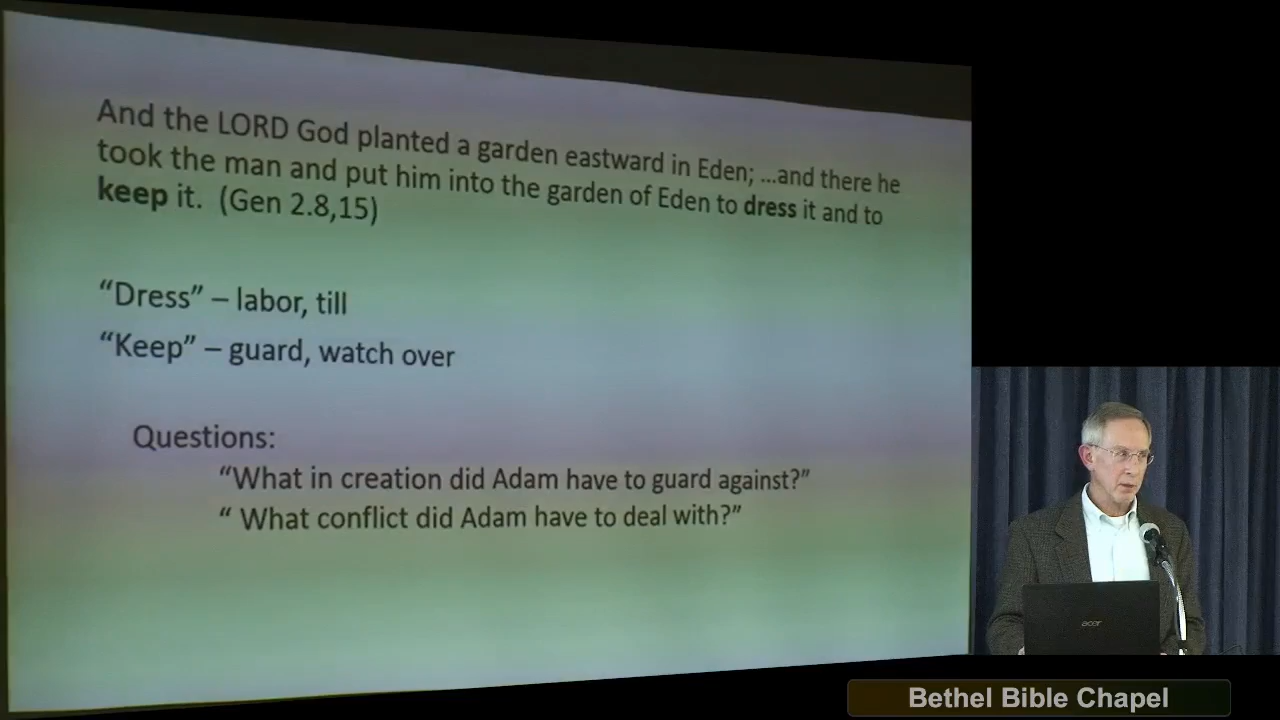 And the LORD God planted a garden eastward in Eden; ...and there he
took the man and put him into the garden of Eden to dress it and to
keep it. (Gen 2.8,15)
“Dress” – labor, till
“Keep” – guard, watch over
Questions:
“What in creation did Adam have to guard against?”
“ What conflict did Adam have to deal with?”
acer
Bethel Bible Chapel